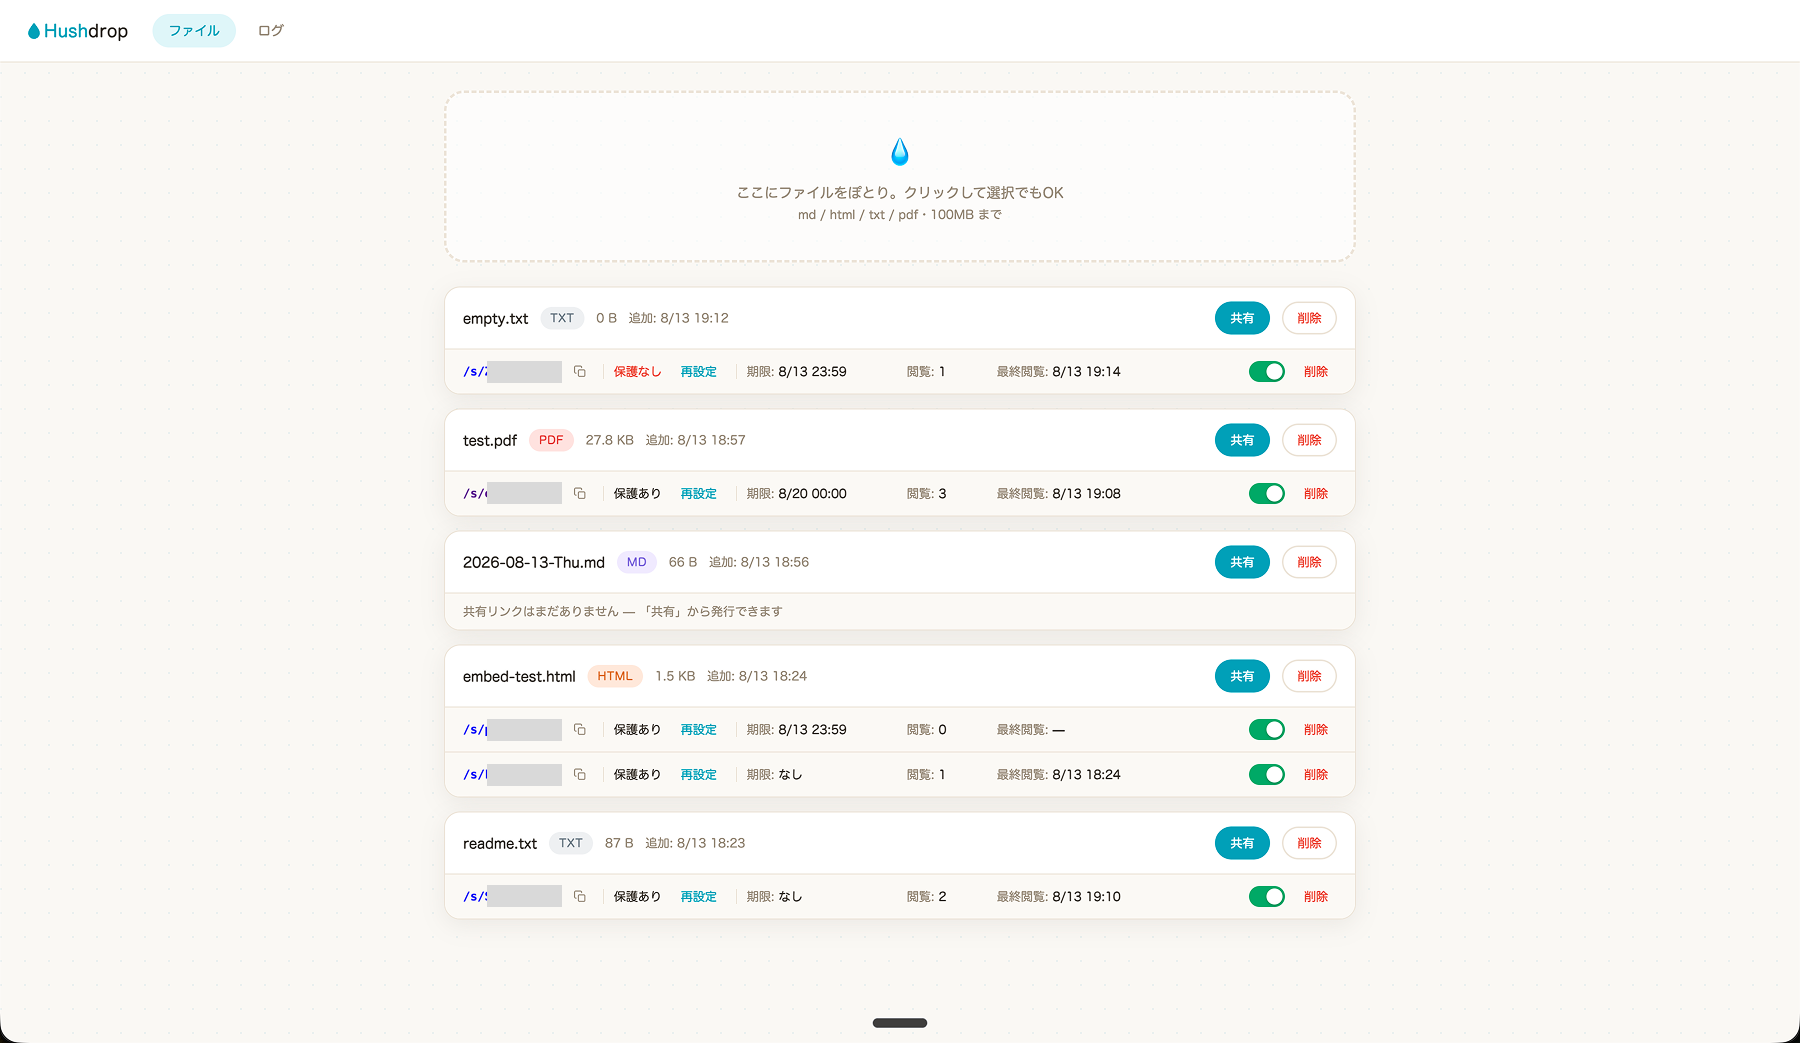 Hushdrop ファイル ログ
ここにファイルをぽとり。クリックして選択でもOK
md / html / txt / pdf・100MB まで
empty.txt TXT 0 B 追加: 8/13 19:12 共有 削除
/s/ 保護なし 再設定 期限: 8/13 23:59 閲覧: 1 最終閲覧: 8/13 19:14 削除
test.pdf PDF 27.8 KB 追加: 8/13 18:57 共有 削除
/s/ 保護あり 再設定 期限: 8/20 00:00 閲覧: 3 最終閲覧: 8/13 19:08 削除
2026-08-13-Thu.md MD 66 B 追加: 8/13 18:56 共有 削除
共有リンクはまだありません — 「共有」から発行できます
embed-test.html HTML 1.5 KB 追加: 8/13 18:24 共有 削除
/s/ 保護あり 再設定 期限: 8/13 23:59 閲覧: 0 最終閲覧: — 削除
/s/ 保護あり 再設定 期限: なし 閲覧: 1 最終閲覧: 8/13 18:24 削除
readme.txt TXT 87 B 追加: 8/13 18:23 共有 削除
/s/ 保護あり 再設定 期限: なし 閲覧: 2 最終閲覧: 8/13 19:10 削除